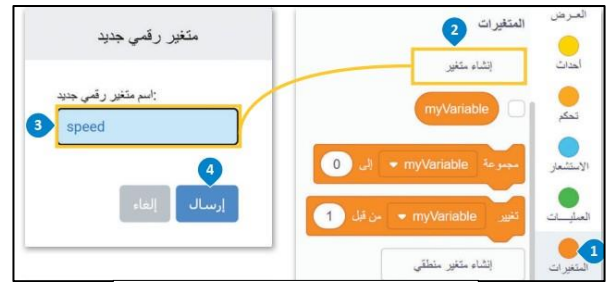 العرض
أحداث
تحكم
الاستشعار
العمليات
المتغيرات
1
المتغيرات
2
إنشاء متغير
myVariable
مجموعة myVariable إلى 0
تغيير myVariable من قبل 1
إنشاء متغير منطقي
متغير رقمي جديد
اسم متغير رقمي جديد:
3
speed
4
إرسال
إلغاء